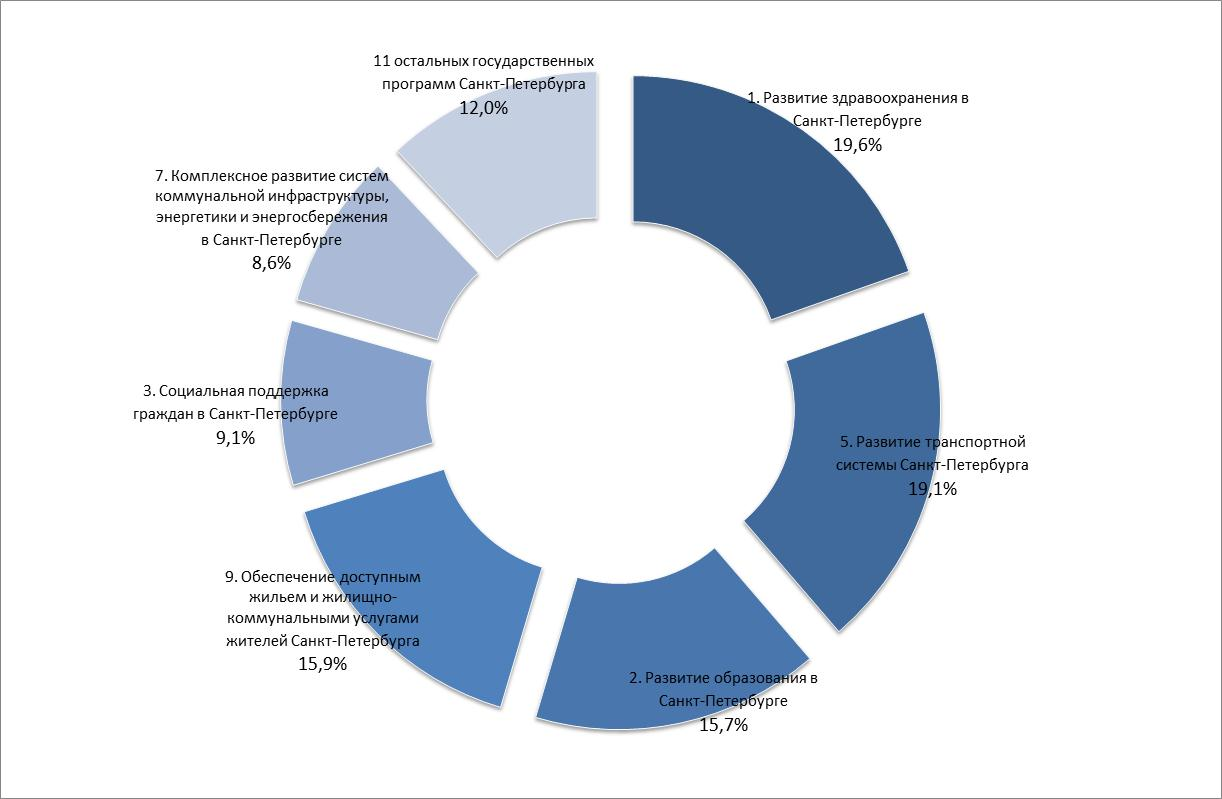 11 остальных государственных
программ Санкт-Петербурга
12,0%
1. Развитие здравоохранения в
Санкт-Петербурге
19,6%
7. Комплексное развитие систем
коммунальной инфраструктуры,
энергетики и энергосбережения
в Санкт-Петербурге
8,6%
3. Социальная поддержка
граждан в Санкт-Петербурге
9,1%
5. Развитие транспортной
системы Санкт-Петербурга
19,1%
9. Обеспечение доступным
жильем и жилищно-
коммунальными услугами
жителей Санкт-Петербурга
15,9%
2. Развитие образования в
Санкт-Петербурге
15,7%